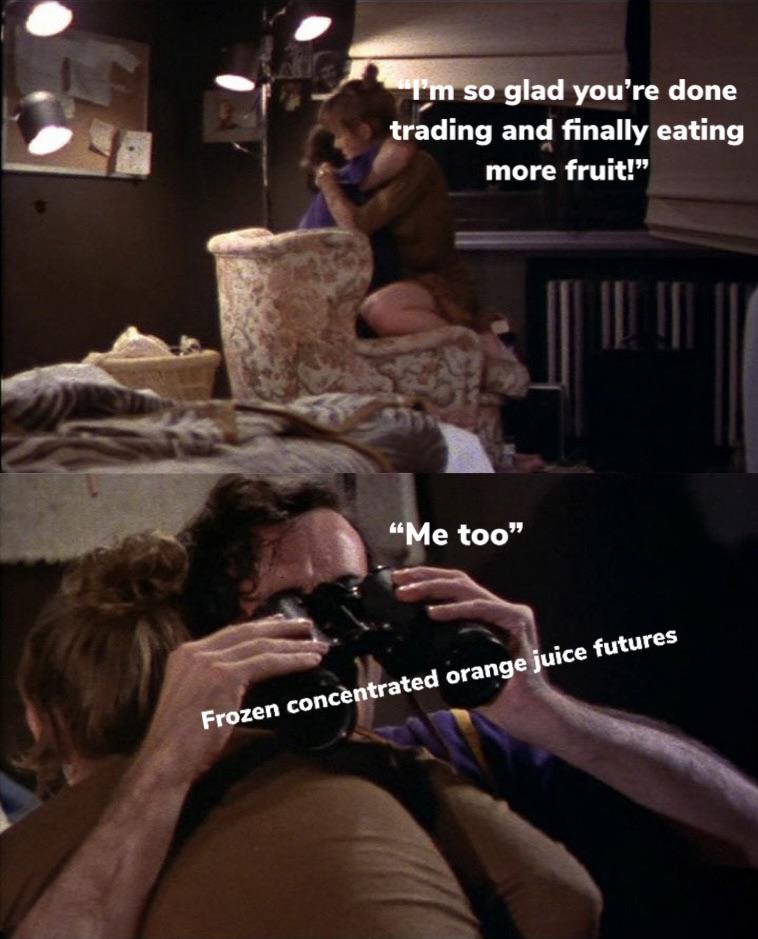 “I’m so glad you’re done
trading and finally eating
more fruit!”
“Me too”
Frozen concentrated orange juice futures